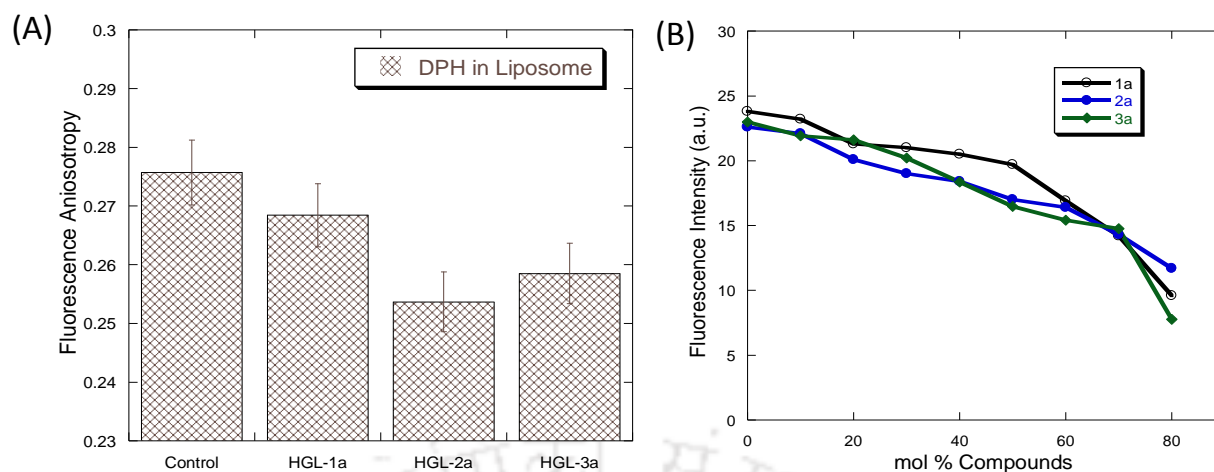 (A)
Fluorescence Aniosotropy
0.3
0.29
0.28
0.27
0.26
0.25
0.24
0.23
DPH in Liposome
Control HGL-1a HGL-2a HGL-3a
(B)
Fluorescence Intensity (a.u.)
30
25
20
15
10
5
0
1a
2a
3a
0 20 40 60 80
mol % Compounds